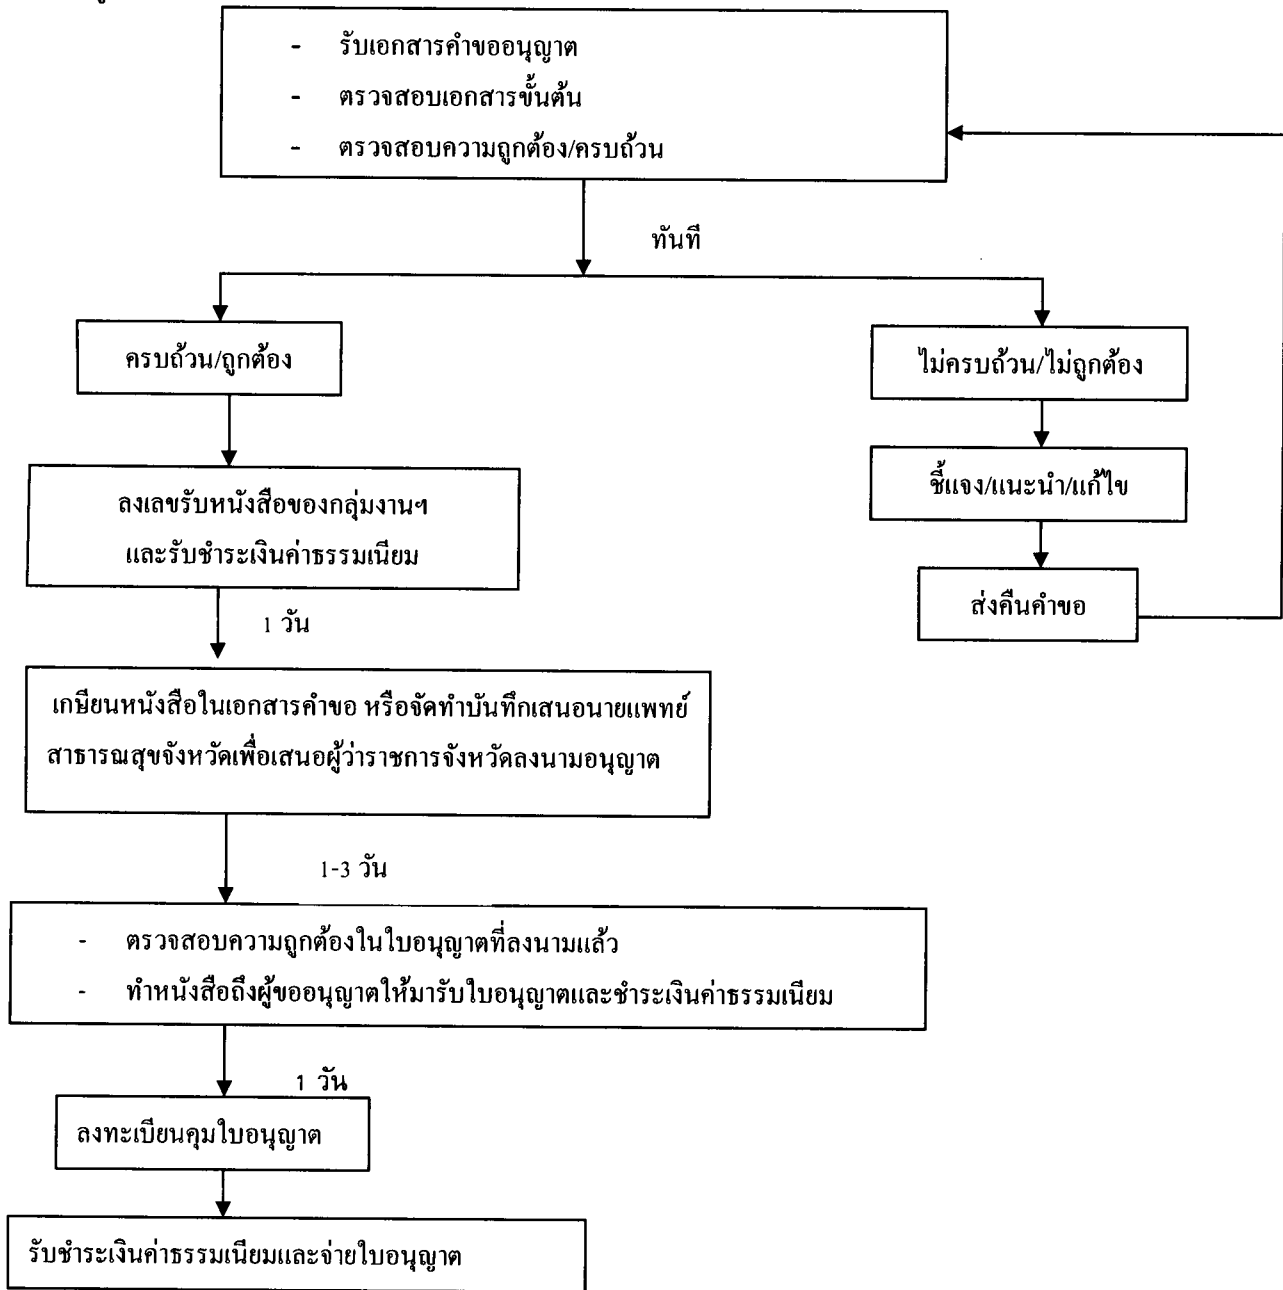 - รับเอกสารคำขออนุญาต
- ตรวจสอบเอกสารขั้นต้น
- ตรวจสอบความถูกต้อง/ครบถ้วน
ทันที
ครบถ้วน/ถูกต้อง
ไม่ครบถ้วน/ไม่ถูกต้อง
ชี้แจง/แนะนำ/แก้ไข
ส่งคืนคำขอ
ลงเลขรับหนังสือของกลุ่มงานฯ
และรับชำระเงินค่าธรรมเนียม
1 วัน
เกษียนหนังสือในเอกสารคำขอ หรือจัดทำบันทึกเสนอนายแพทย์
สาธารณสุขจังหวัดเพื่อเสนอผู้ว่าราชการจังหวัดลงนามอนุญาต
1-3 วัน
- ตรวจสอบความถูกต้องในใบอนุญาตที่ลงนามแล้ว
- ทำหนังสือถึงผู้ขออนุญาตให้มารับใบอนุญาตและชำระเงินค่าธรรมเนียม
1 วัน
ลงทะเบียนคุมใบอนุญาต
รับชำระเงินค่าธรรมเนียมและจ่ายใบอนุญาต